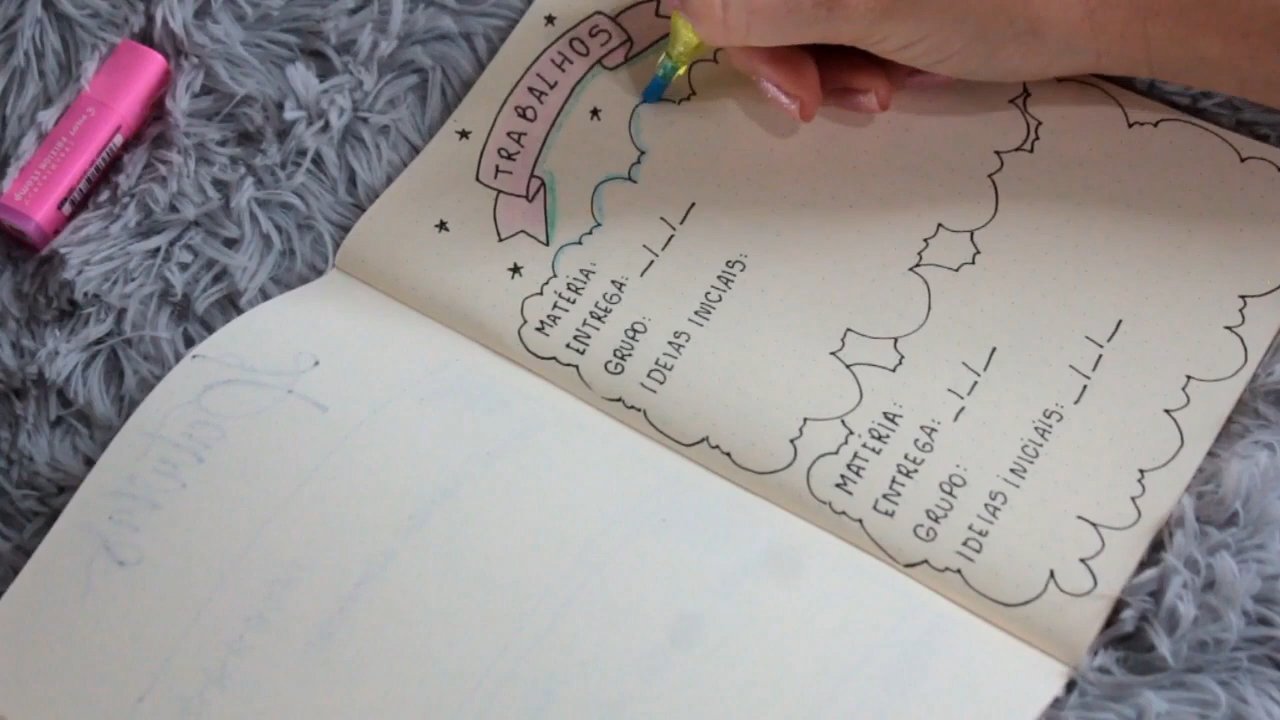 TRABALHOS
MATÉRIA:
ENTREGA: _/_/_
GRUPO:
IDEIAS INICIAIS:
MATÉRIA:
ENTREGA: _/_/_
GRUPO:
IDEIAS INICIAIS: _/_/_